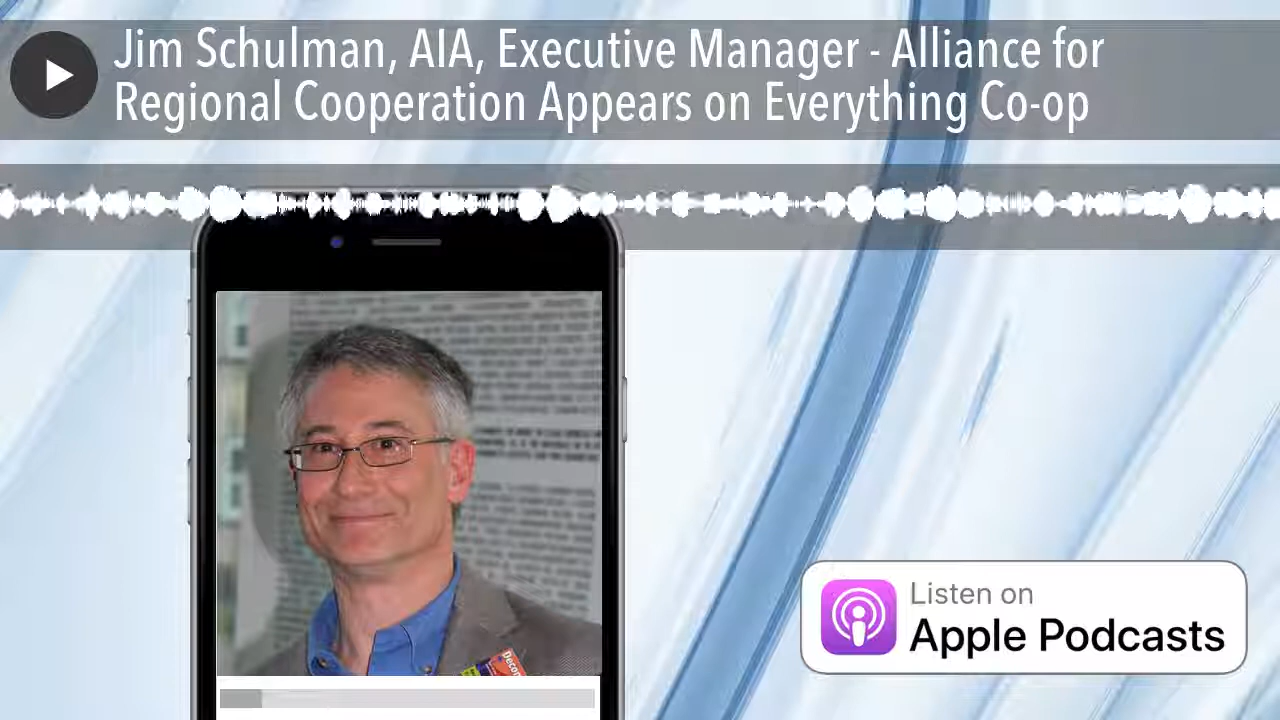 Jim Schulman, AIA, Executive Manager - Alliance for
Regional Cooperation Appears on Everything Co-op
Listen on
Apple Podcasts